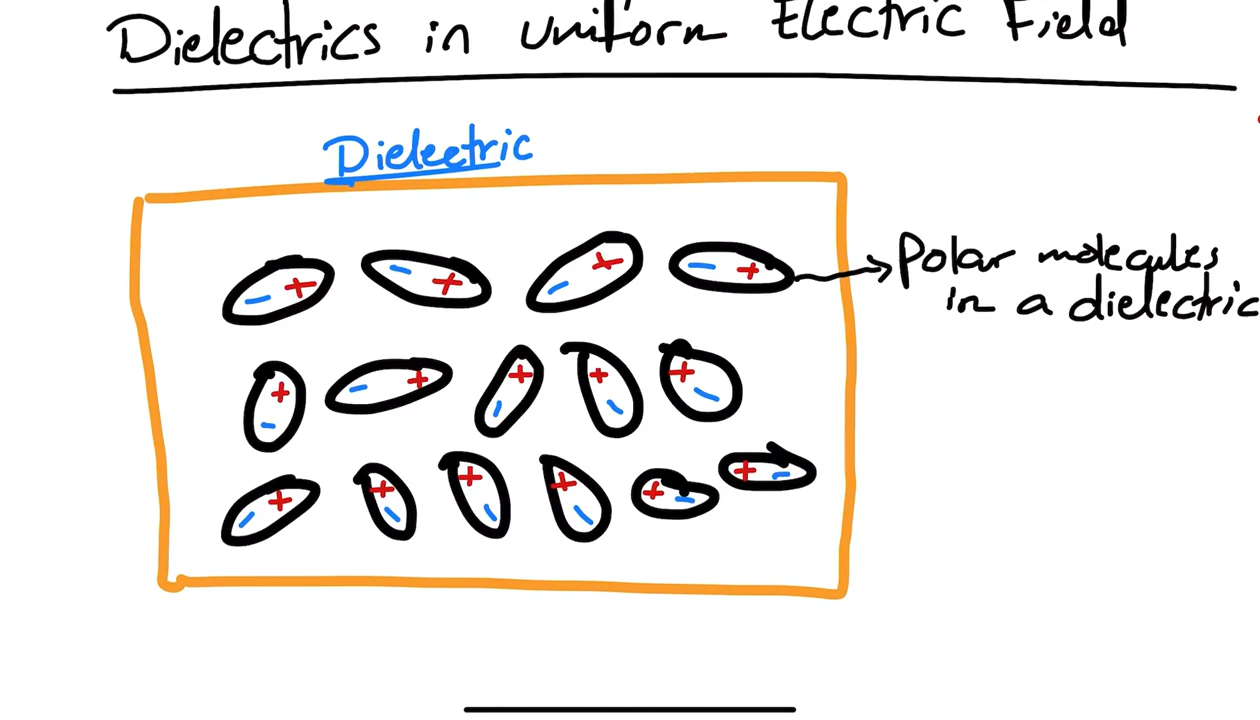 Dielectrics in uniform Electric Field
Dielectric
- + - + - + - +
+ - - + + - + - + -
- + + - + - + - + - + -
Polar molecules
in a dielectric